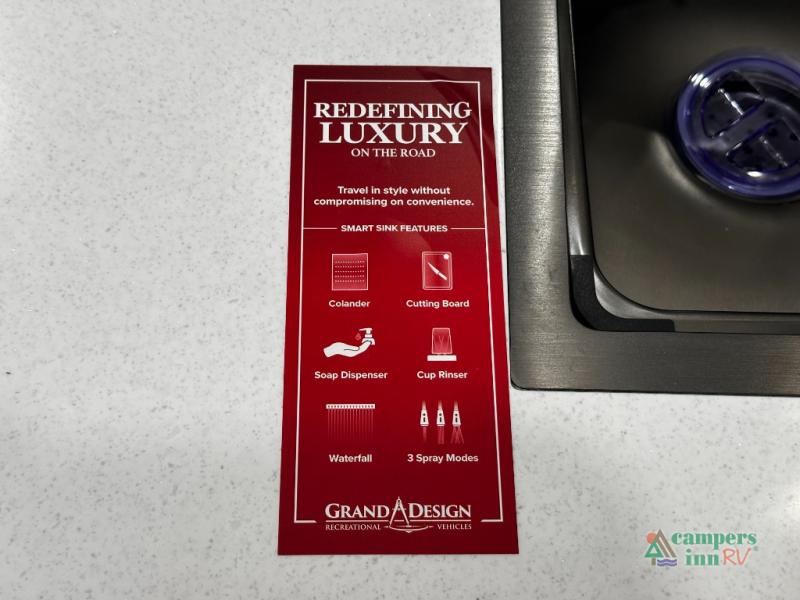 REDEFINING
LUXURY
ON THE ROAD
Travel in style without
compromising on convenience.
SMART SINK FEATURES
Colander
Cutting Board
Soap Dispenser
Cup Rinser
Waterfall
3 Spray Modes
GRAND DESIGN
RECREATIONAL VEHICLES
campers
inn RV